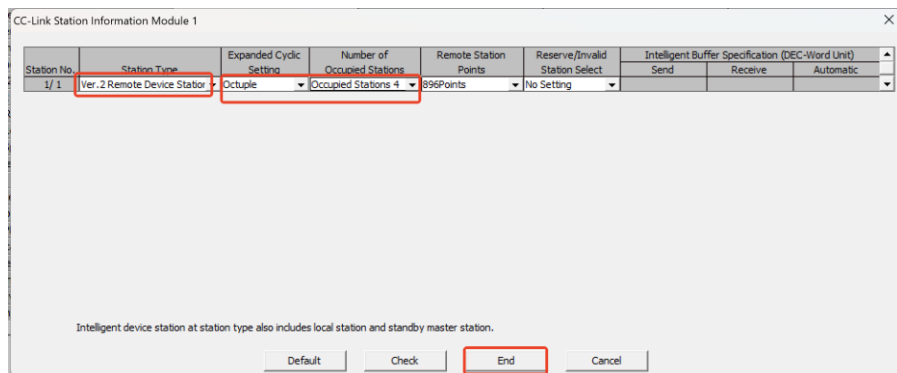 CC-Link Station Information Module 1
Expanded Cyclic Number of Remote Station Reserve/Invalid Intelligent Buffer Specification (DEC-Word Unit)
Station No. Station Type Setting Occupied Stations Points Station Select Send Receive Automatic
1/ 1 Ver.2 Remote Device Station Octuple Occupied Stations 4 896Points No Setting
Intelligent device station at station type also includes local station and standby master station.
Default Check End Cancel